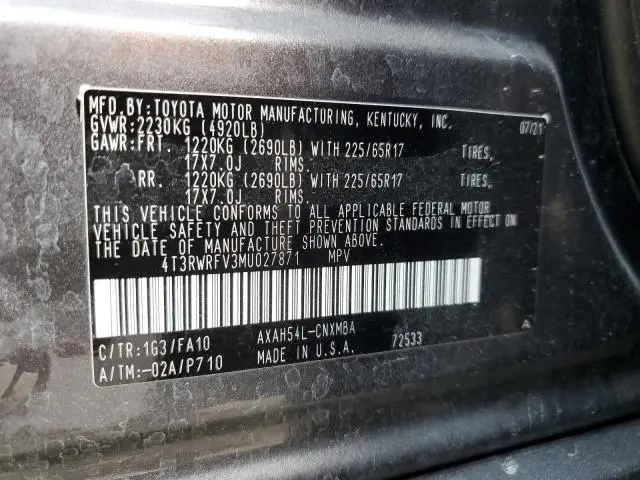 MFD.BY:TOYOTA MOTOR MANUFACTURING, KENTUCKY, INC. 07/21
GVWR:2230KG (4920LB)
GAWR:FRT. 1220KG (2690LB) WITH 225/65R17 TIRES,
17X7.0J RIMS.
RR. 1220KG (2690LB) WITH 225/65R17 TIRES,
17X7.0J RIMS.
THIS VEHICLE CONFORMS TO ALL APPLICABLE FEDERAL MOTOR
VEHICLE SAFETY AND THEFT PREVENTION STANDARDS IN EFFECT ON
THE DATE OF MANUFACTURE SHOWN ABOVE.
4T3RWRFV3MU027871 MPV
C/TR:1G3/FA10 AXAH54L-CNXMBA A
A/TM:-02A/P710 MADE IN U.S.A. 72533